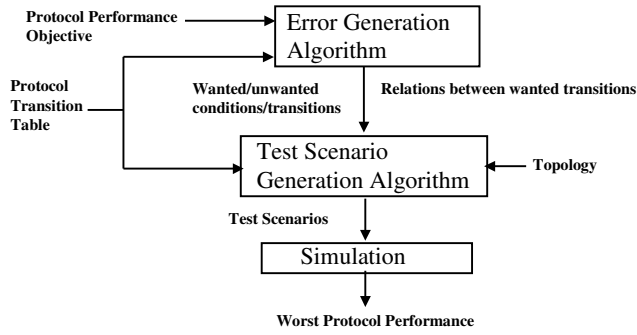 Protocol Performance
Objective
Error Generation
Algorithm
Protocol
Transition
Table
Wanted/unwanted
conditions/transitions
Relations between wanted transitions
Test Scenario
Generation Algorithm
Topology
Test Scenarios
Simulation
Worst Protocol Performance